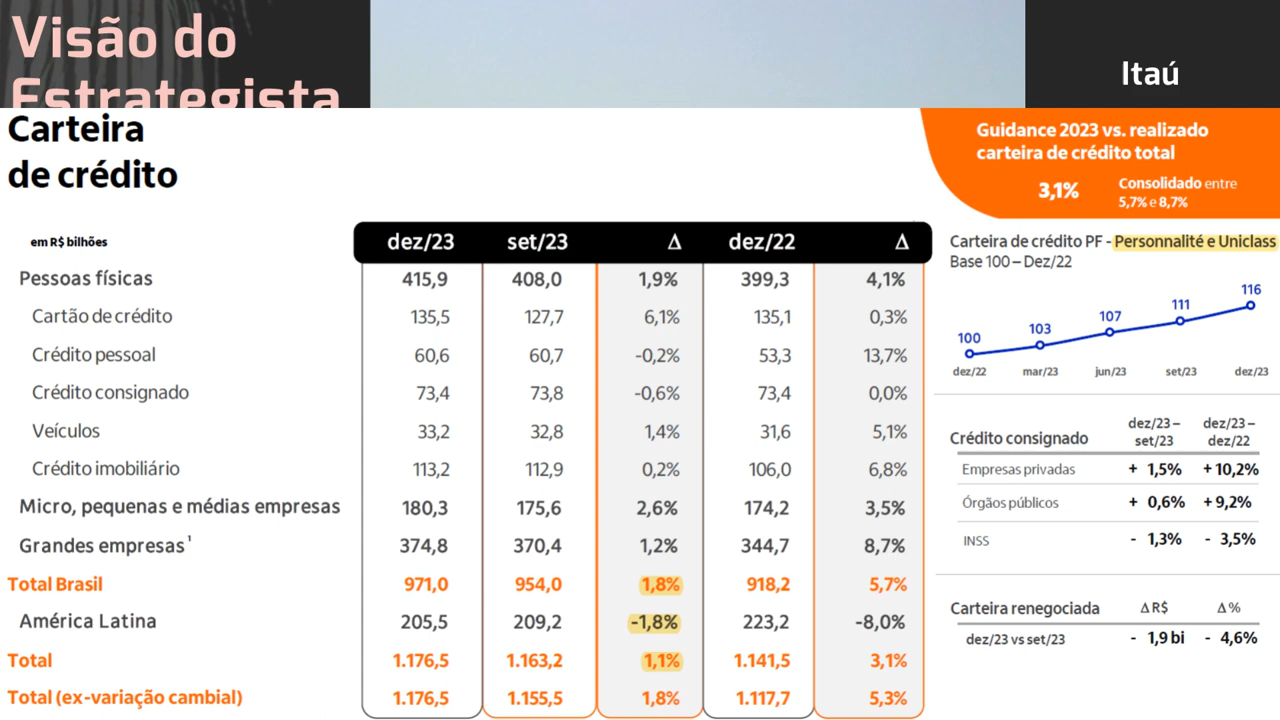 Visão do
Estrategista
Itaú
Carteira
de crédito
Guidance 2023 vs. realizado
carteira de crédito total
3,1% Consolidado entre
5,7% e 8,7%
em R$ bilhões dez/23 set/23 Δ dez/22 Δ
Pessoas físicas 415,9 408,0 1,9% 399,3 4,1%
Cartão de crédito 135,5 127,7 6,1% 135,1 0,3%
Crédito pessoal 60,6 60,7 -0,2% 53,3 13,7%
Crédito consignado 73,4 73,8 -0,6% 73,4 0,0%
Veículos 33,2 32,8 1,4% 31,6 5,1%
Crédito imobiliário 113,2 112,9 0,2% 106,0 6,8%
Micro, pequenas e médias empresas 180,3 175,6 2,6% 174,2 3,5%
Grandes empresas¹ 374,8 370,4 1,2% 344,7 8,7%
Total Brasil 971,0 954,0 1,8% 918,2 5,7%
América Latina 205,5 209,2 -1,8% 223,2 -8,0%
Total 1.176,5 1.163,2 1,1% 1.141,5 3,1%
Total (ex-variação cambial) 1.176,5 1.155,5 1,8% 1.117,7 5,3%
Carteira de crédito PF - Personnalité e Uniclass
Base 100 – Dez/22
100 103 107 111 116
dez/22 mar/23 jun/23 set/23 dez/23
Crédito consignado dez/23 – set/23 dez/23 – dez/22
Empresas privadas + 1,5% + 10,2%
Órgãos públicos + 0,6% + 9,2%
INSS - 1,3% - 3,5%
Carteira renegociada Δ R$ Δ %
dez/23 vs set/23 - 1,9 bi - 4,6%